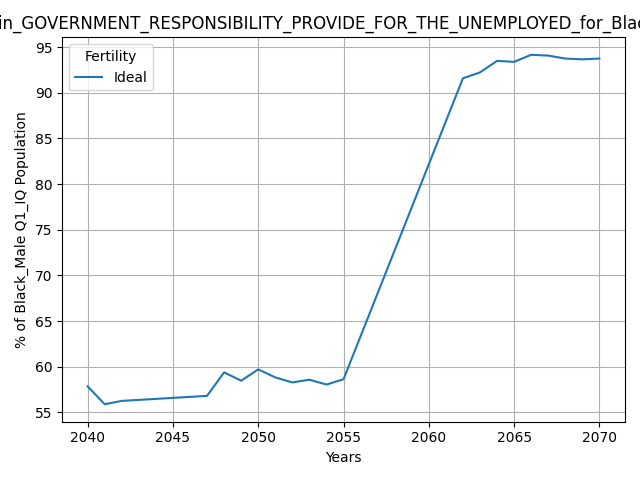 in_GOVERNMENT_RESPONSIBILITY_PROVIDE_FOR_THE_UNEMPLOYED_for_Blac
Fertility
Ideal
95
90
85
80
75
70
65
60
55
% of Black_Male Q1_IQ Population
2040 2045 2050 2055 2060 2065 2070
Years